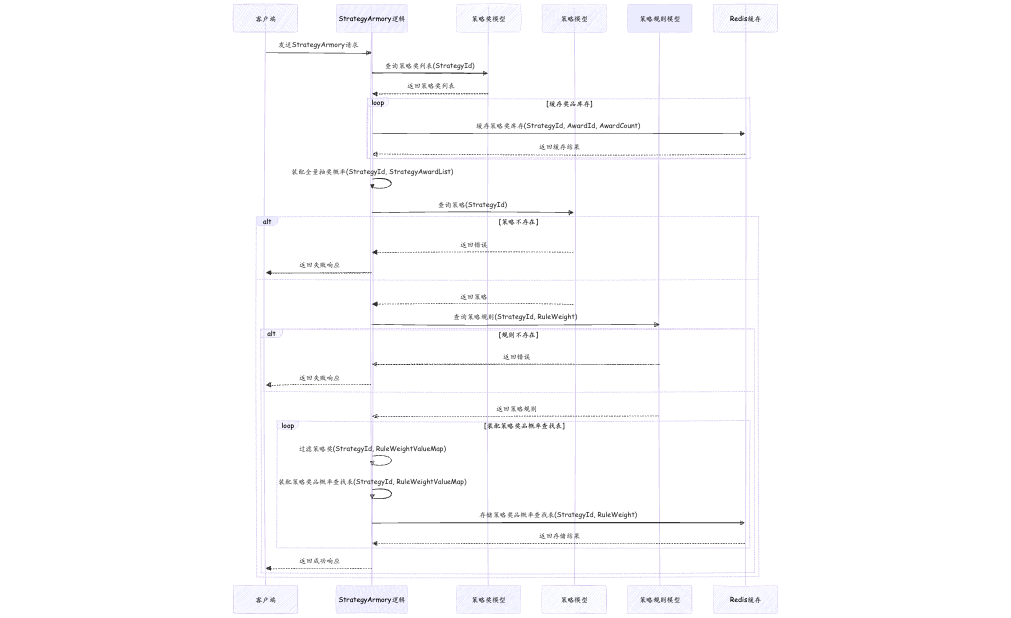 客户端 StrategyArmory逻辑 策略奖模型 策略模型 策略规则模型 Redis缓存
发送StrategyArmory请求
查询策略奖列表(StrategyId)
返回策略奖列表
loop [缓存奖品库存]
缓存策略奖库存(StrategyId, AwardId, AwardCount)
返回缓存结果
装配全量抽奖概率(StrategyId, StrategyAwardList)
查询策略(StrategyId)
alt [策略不存在]
返回错误
返回失败响应
返回策略
查询策略规则(StrategyId, RuleWeight)
alt [规则不存在]
返回错误
返回失败响应
返回策略规则
loop [装配策略奖品概率查找表]
过滤策略奖(StrategyId, RuleWeightValueMap)
装配策略奖品概率查找表(StrategyId, RuleWeightValueMap)
存储策略奖品概率查找表(StrategyId, RuleWeight)
返回存储结果
返回成功响应
客户端 StrategyArmory逻辑 策略奖模型 策略模型 策略规则模型 Redis缓存